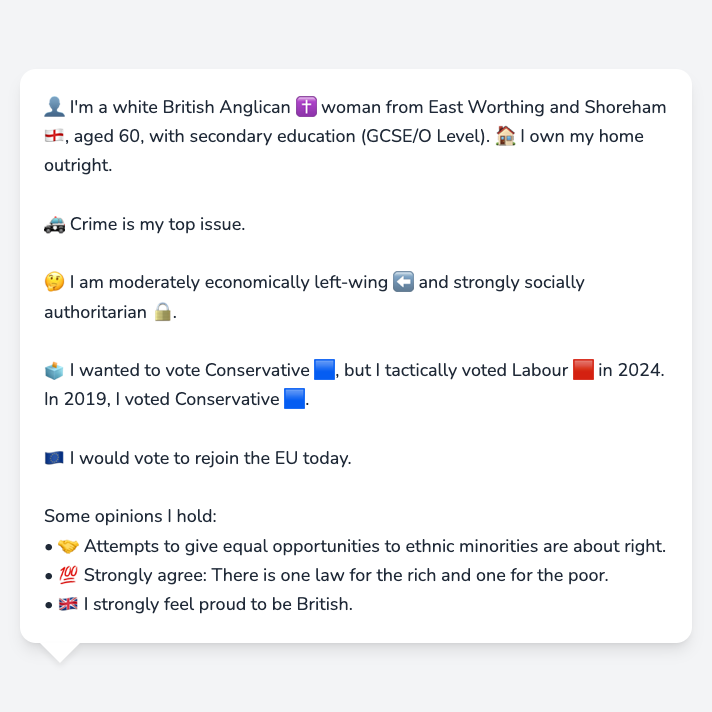 👤 I'm a white British Anglican ✝️ woman from East Worthing and Shoreham
🏴󠁧󠁢󠁥󠁮󠁧󠁿, aged 60, with secondary education (GCSE/O Level). 🏠 I own my home
outright.
🚓 Crime is my top issue.
🤔 I am moderately economically left-wing ⬅️ and strongly socially
authoritarian 🔒.
🗳️ I wanted to vote Conservative 🟦, but I tactically voted Labour 🟥 in 2024.
In 2019, I voted Conservative 🟦.
🇪🇺 I would vote to rejoin the EU today.
Some opinions I hold:
• 🤝 Attempts to give equal opportunities to ethnic minorities are about right.
• 💯 Strongly agree: There is one law for the rich and one for the poor.
• 🇬🇧 I strongly feel proud to be British.